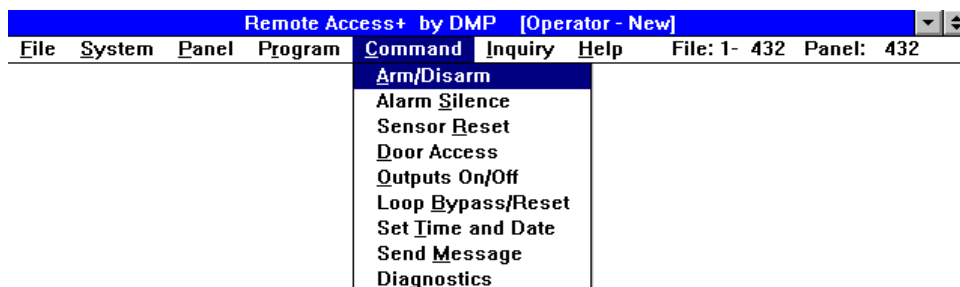 Remote Access+ by DMP [Operator - New]
File System Panel Program Command Inquiry Help File: 1- 432 Panel: 432
Arm/Disarm
Alarm Silence
Sensor Reset
Door Access
Outputs On/Off
Loop Bypass/Reset
Set Time and Date
Send Message
Diagnostics